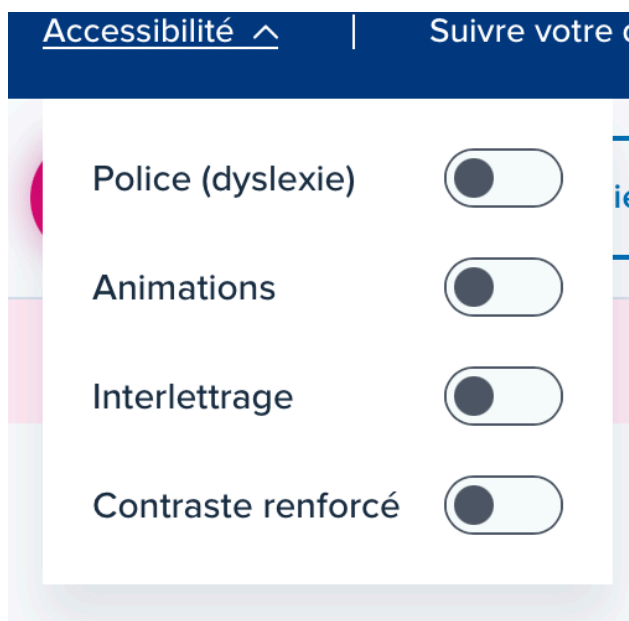 Accessibilité
Suivre votre
Police (dyslexie)
Animations
Interlettrage
Contraste renforcé